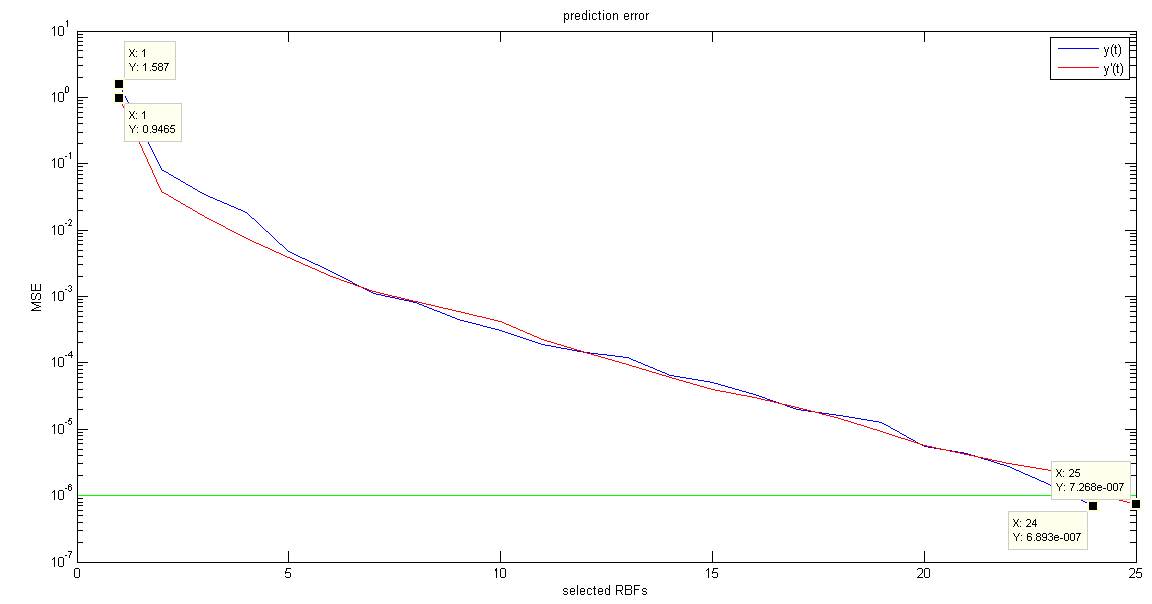 prediction error
10^1
10^0
10^-1
10^-2
10^-3
10^-4
10^-5
10^-6
10^-7
MSE
X: 1
Y: 1.587
X: 1
Y: 0.9465
y(t)
y'(t)
X: 25
Y: 7.268e-007
X: 24
Y: 6.893e-007
0 5 10 15 20 25
selected RBFs